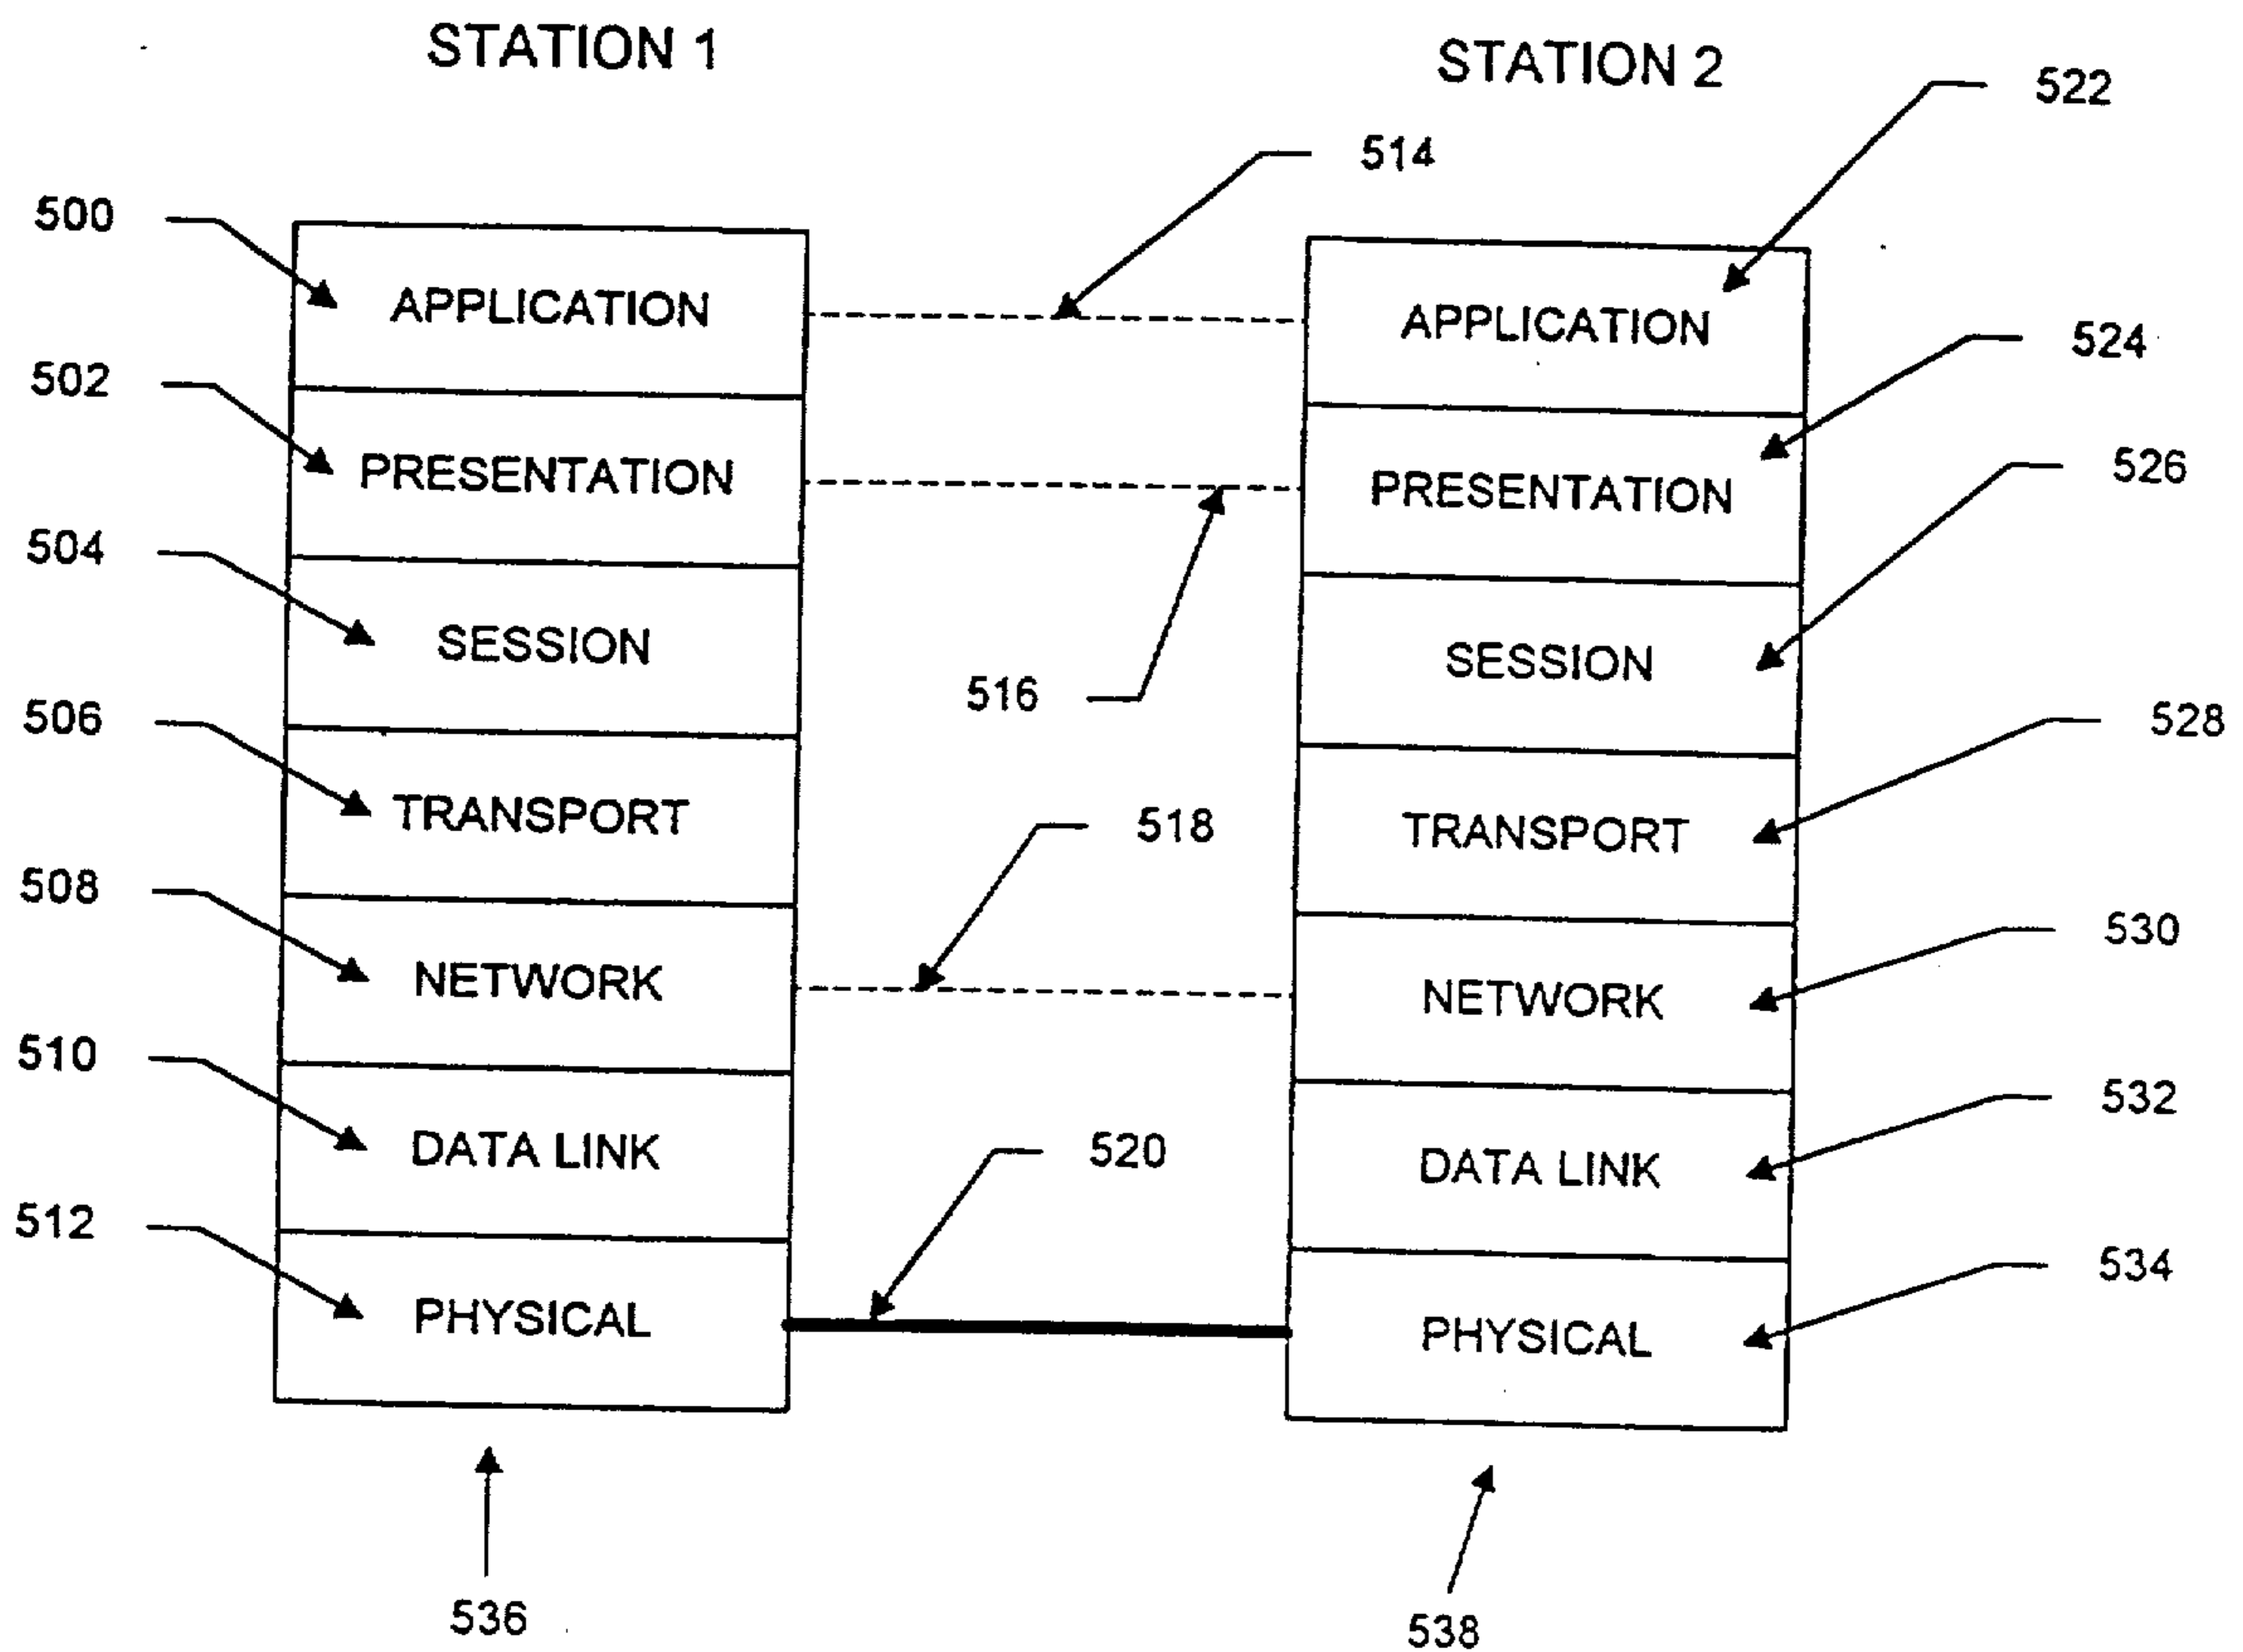 STATION 1
STATION 2
522
514
500
APPLICATION
APPLICATION
524
502
PRESENTATION
PRESENTATION
526
504
SESSION
SESSION
516
506
528
TRANSPORT
TRANSPORT
518
508
530
NETWORK
NETWORK
510
532
DATA LINK
DATA LINK
520
512
534
PHYSICAL
PHYSICAL
536
538